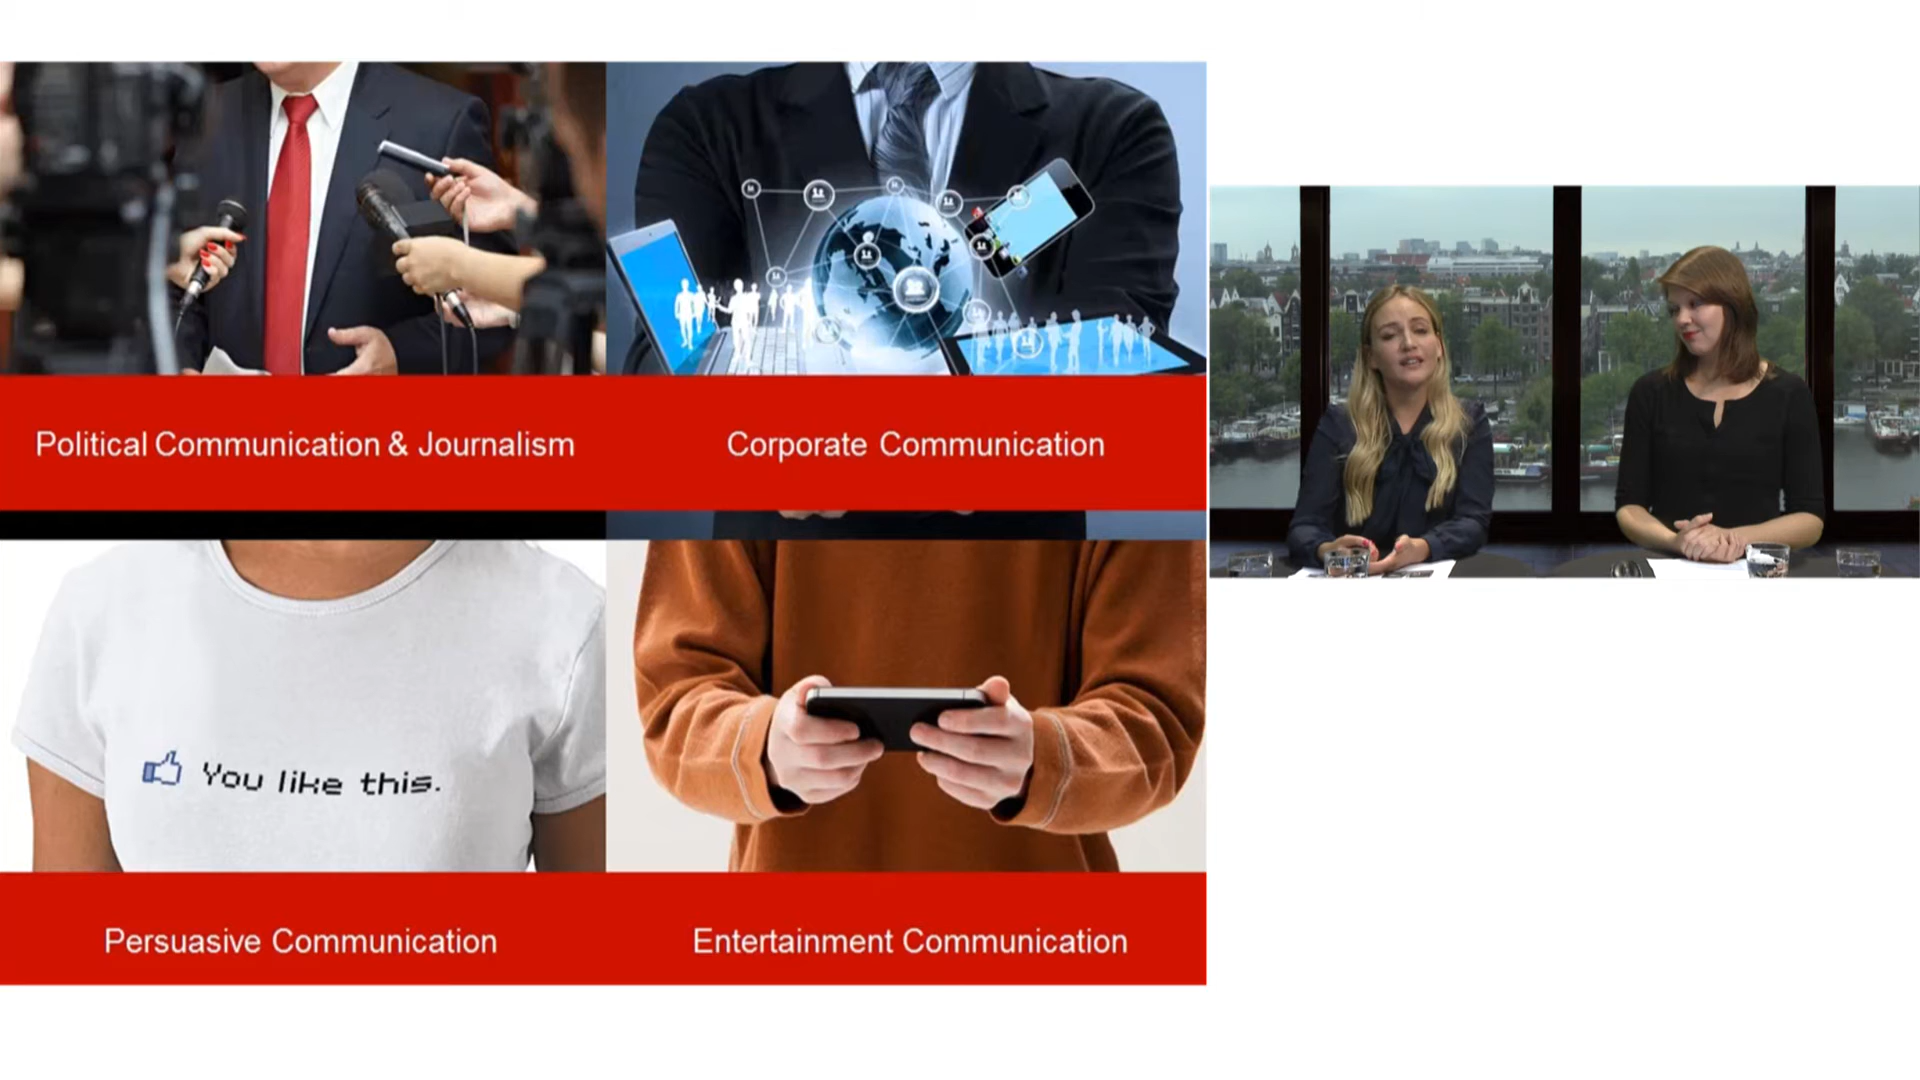 Political Communication & Journalism
Corporate Communication
You like this.
Persuasive Communication
Entertainment Communication